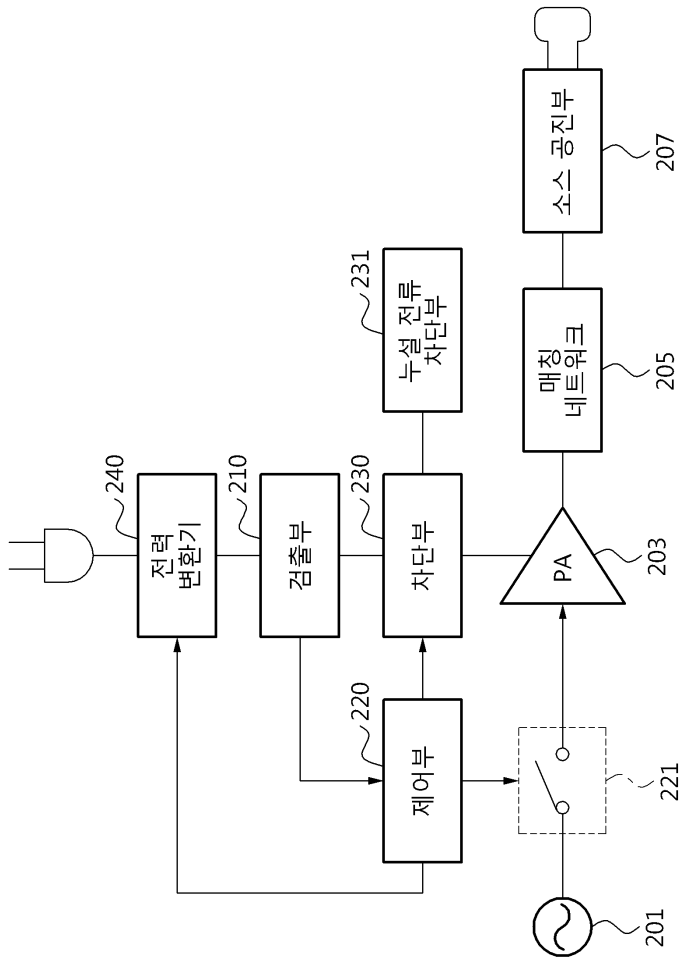 240
전력
변환기
210
검출부
230
차단부
231
누설 전류
차단부
220
제어부
221
201
PA
203
매칭
네트워크
205
소스 공진부
207